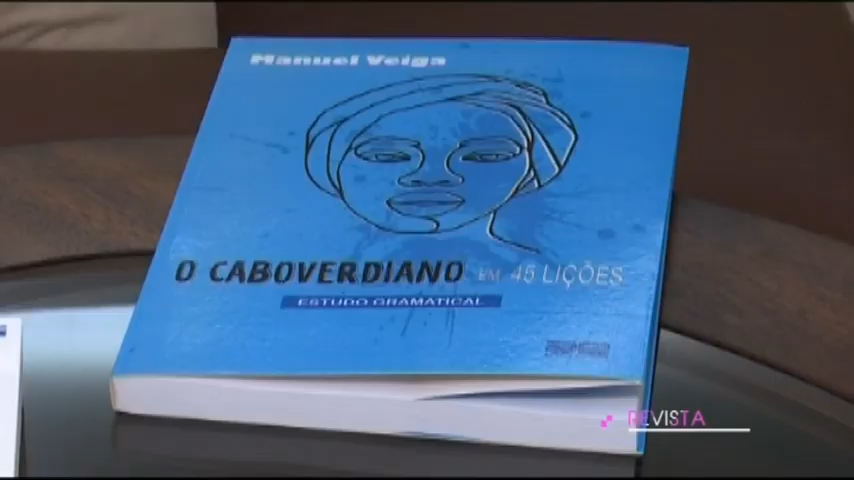 Manuel Veiga
O CABOVERDIANO EM 45 LIÇÕES
ESTUDO GRAMATICAL
REVISTA